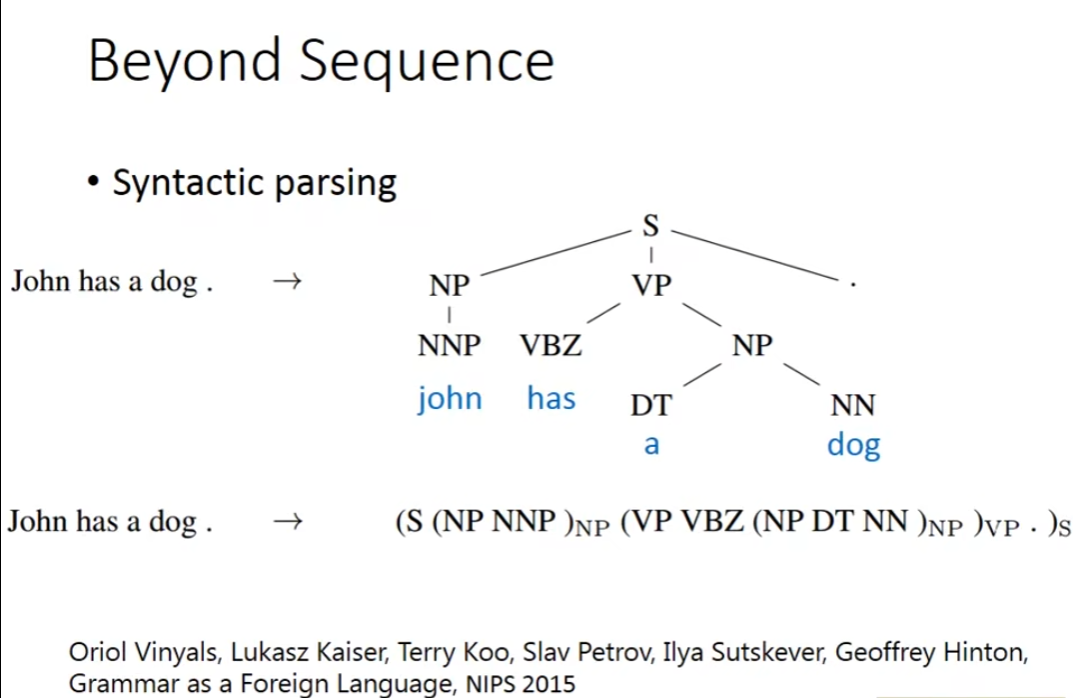 Beyond Sequence
• Syntactic parsing
S
John has a dog . → NP VP .
NNP VBZ NP
john has DT NN
a dog
John has a dog . → (S (NP NNP )NP (VP VBZ (NP DT NN )NP )VP . )S
Oriol Vinyals, Lukasz Kaiser, Terry Koo, Slav Petrov, Ilya Sutskever, Geoffrey Hinton,
Grammar as a Foreign Language, NIPS 2015